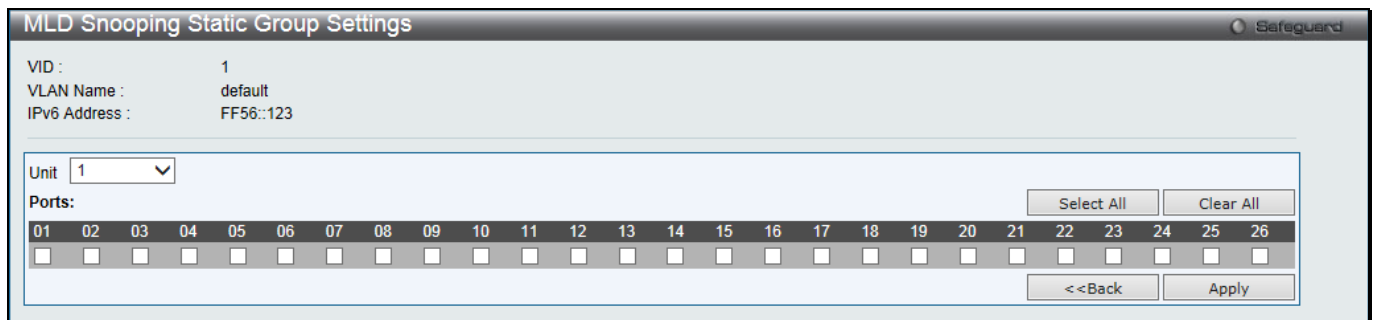 MLD Snooping Static Group Settings
Safeguard
VID : 1
VLAN Name : default
IPv6 Address : FF56::123
Unit 1
Ports: Select All Clear All
01 02 03 04 05 06 07 08 09 10 11 12 13 14 15 16 17 18 19 20 21 22 23 24 25 26
<<Back Apply